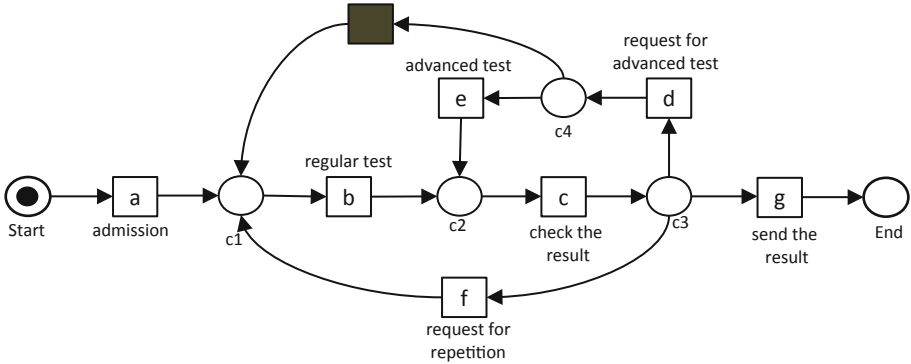 request for
advanced test
advanced test
e
d
c4
regular test
a
b
c
g
Start
admission
c1
c2
check the
result
c3
send the
result
End
f
request for
repetition